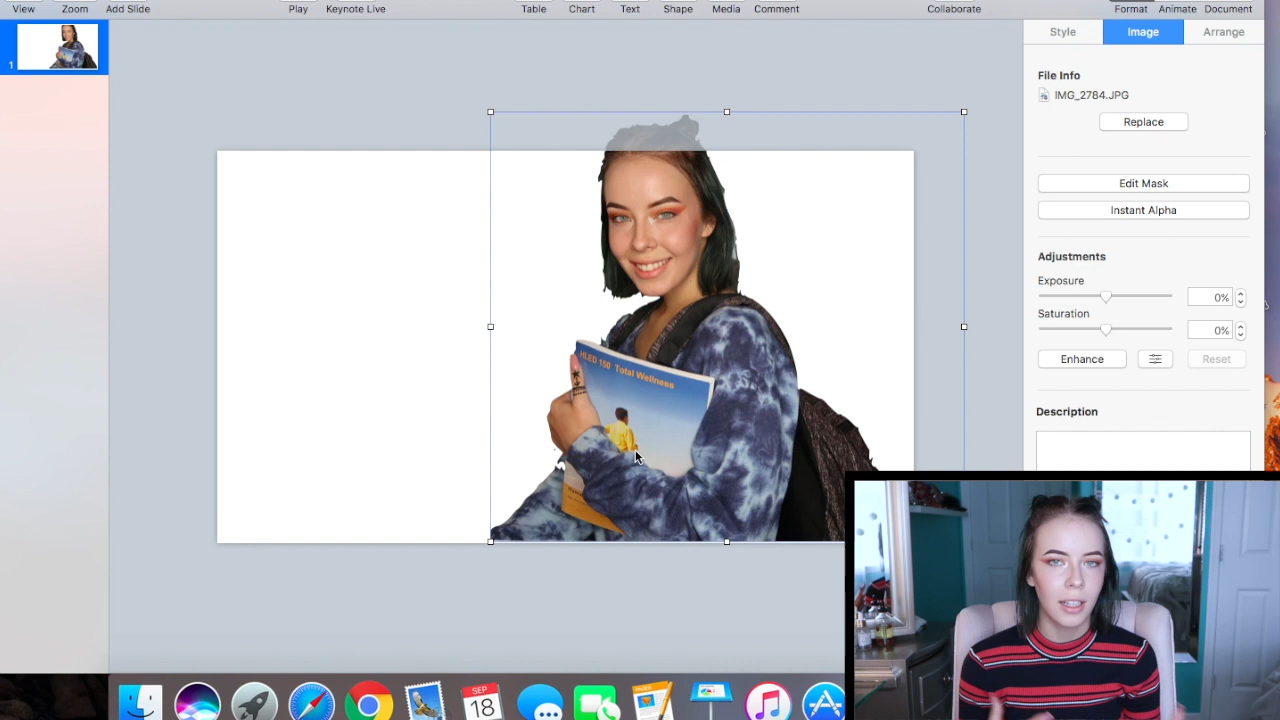 View Zoom Add Slide Play Keynote Live Table Chart Text Shape Media Comment Collaborate Format Animate Document
1
Style Image Arrange
File Info
IMG_2784.JPG
Replace
Edit Mask
Instant Alpha
Adjustments
Exposure
0%
Saturation
0%
Enhance Reset
Description
HLED 150 Total Wellness
SEP
18